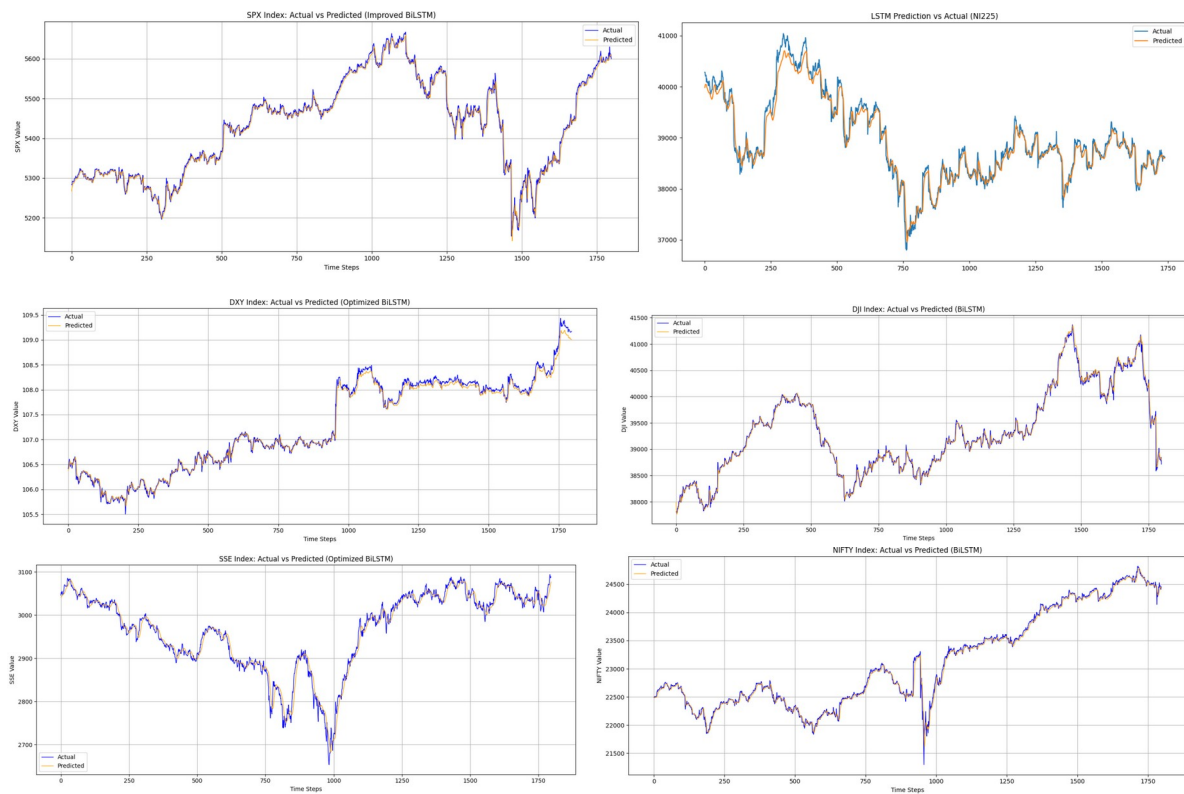 SPX Index: Actual vs Predicted (Improved BiLSTM)
Actual
Predicted
SPX Value
5600
5500
5400
5300
5200
0 250 500 750 1000 1250 1500 1750
Time Steps
LSTM Prediction vs Actual (NI225)
Actual
Predicted
41000
40000
39000
38000
37000
0 250 500 750 1000 1250 1500 1750
DXY Index: Actual vs Predicted (Optimized BiLSTM)
Actual
Predicted
DXY Value
109.5
109.0
108.5
108.0
107.5
107.0
106.5
106.0
105.5
0 250 500 750 1000 1250 1500 1750
Time Steps
DJI Index: Actual vs Predicted (BiLSTM)
Actual
Predicted
DJI Value
41500
41000
40500
40000
39500
39000
38500
38000
0 250 500 750 1000 1250 1500 1750
Time Steps
SSE Index: Actual vs Predicted (Optimized BiLSTM)
SSE Value
3100
3000
2900
2800
2700
Actual
Predicted
0 250 500 750 1000 1250 1500 1750
Time Steps
NIFTY Index: Actual vs Predicted (BiLSTM)
Actual
Predicted
NIFTY Value
24500
24000
23500
23000
22500
22000
21500
0 250 500 750 1000 1250 1500 1750
Time Steps